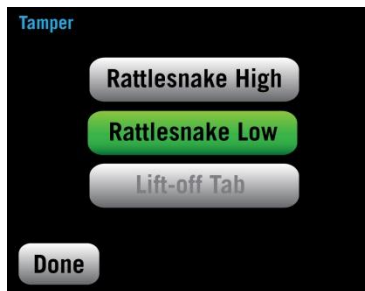 Tamper
Rattlesnake High
Rattlesnake Low
Lift-off Tab
Done